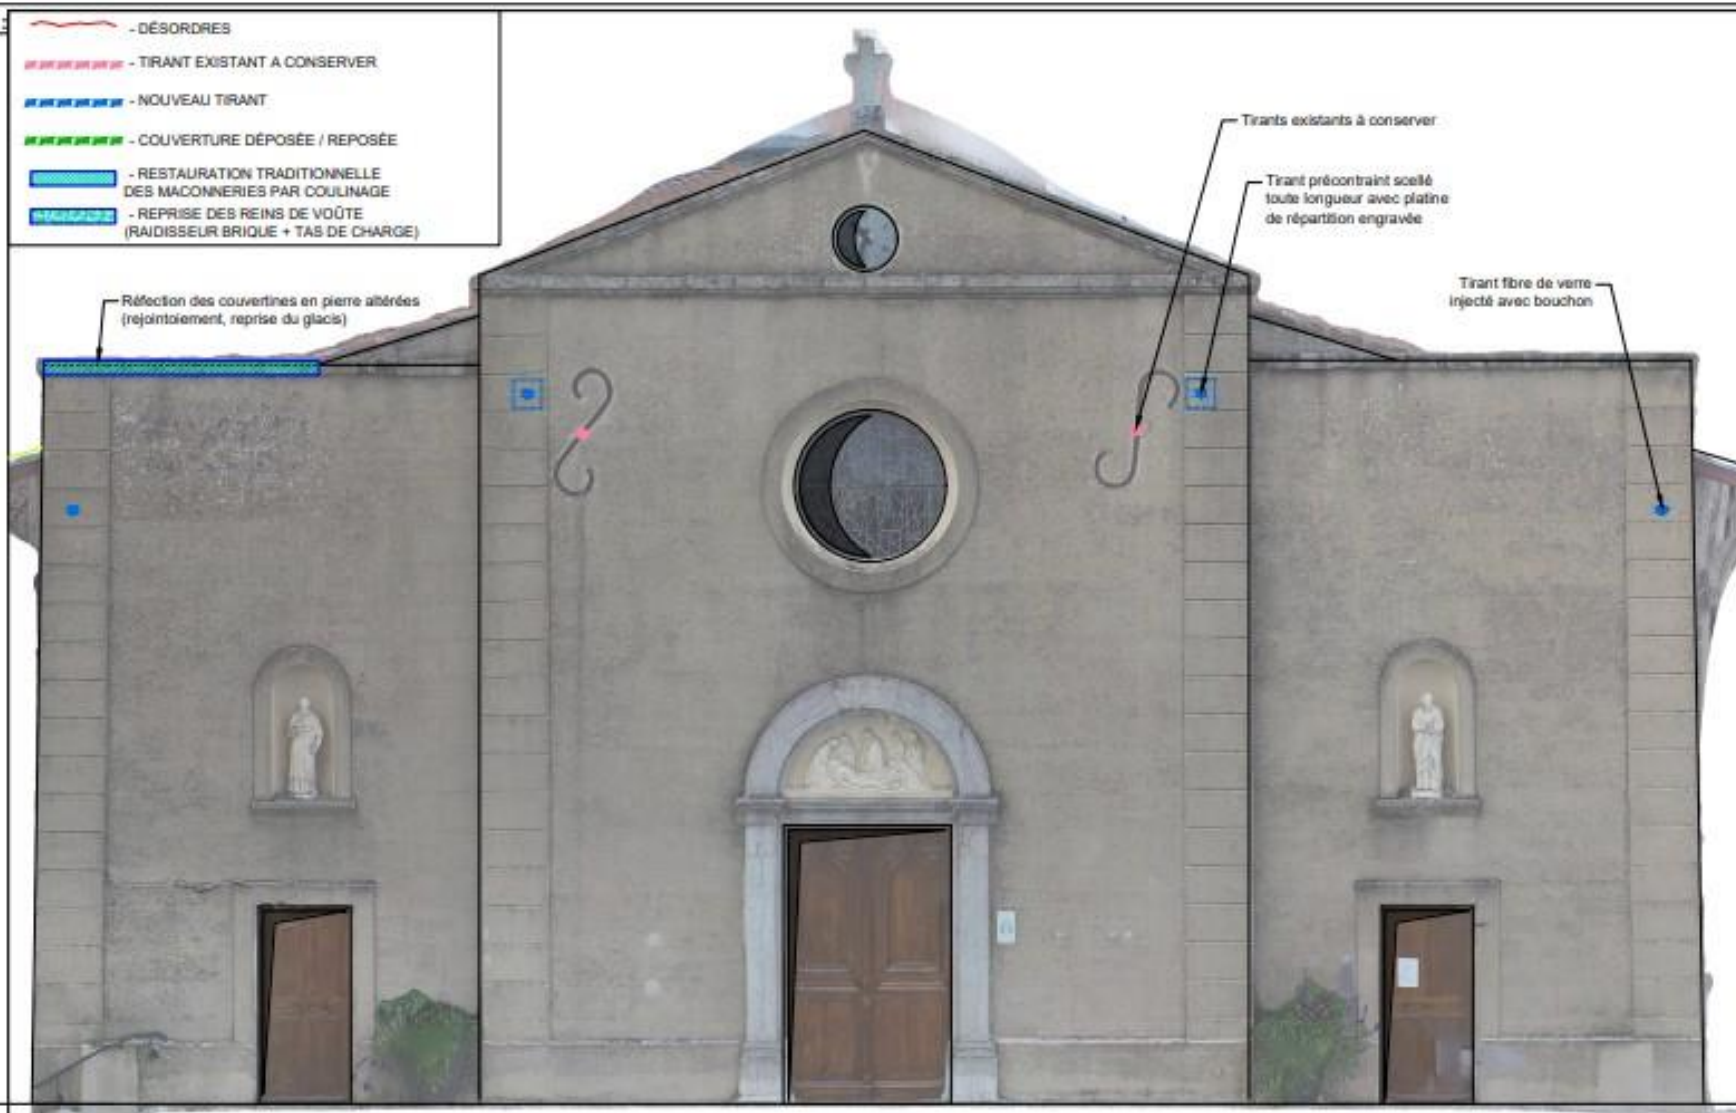 - DÉSORDRES
- TIRANT EXISTANT A CONSERVER
- NOUVEAU TIRANT
- COUVERTURE DÉPOSÉE / REPOSÉE
- RESTAURATION TRADITIONNELLE
DES MACONNERIES PAR COULINAGE
- REPRISE DES REINS DE VOÛTE
(RAIDISSEUR BRIQUE + TAS DE CHARGE)
Tirants existants à conserver
Tirant précontraint scellé
toute longueur avec platine
de répartition engravée
Tirant fibre de verre
injecté avec bouchon
Réfection des couvertines en pierre altérées
(rejointoiement, reprise du glacis)